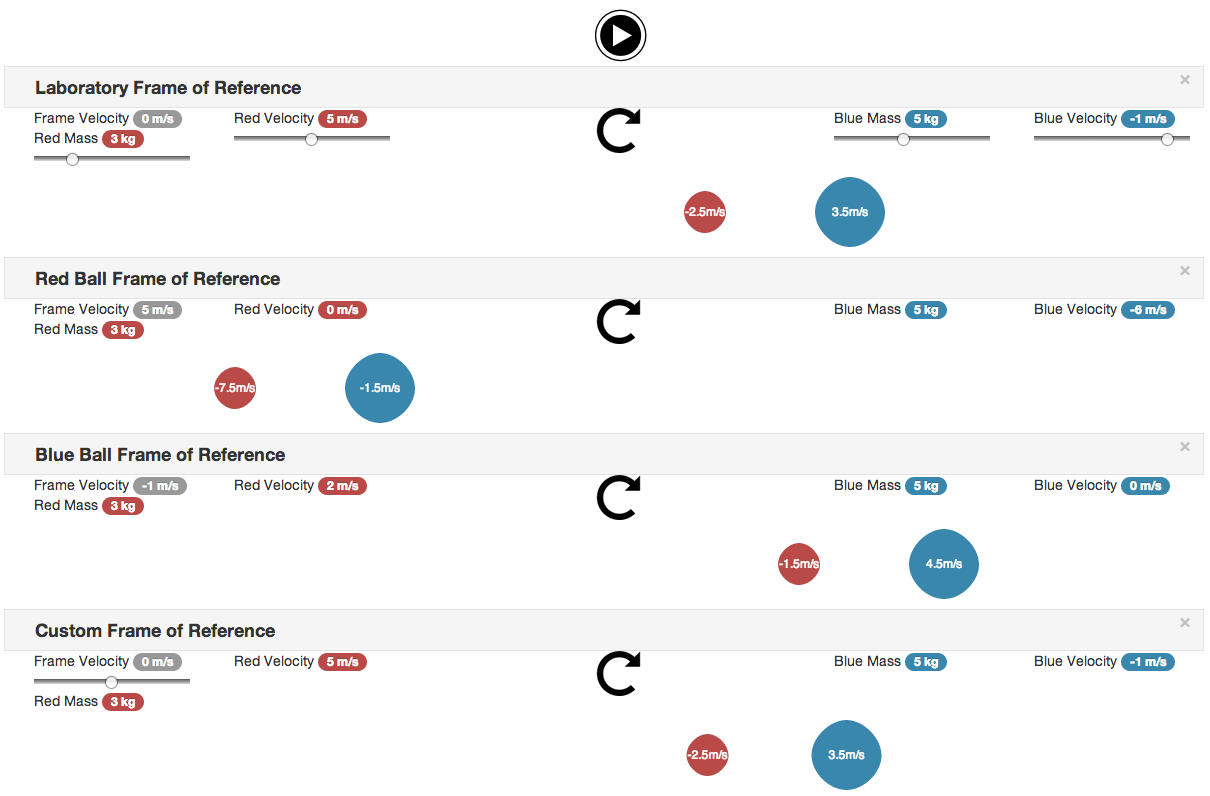 Laboratory Frame of Reference ×
Frame Velocity 0 m/s Red Velocity 5 m/s Blue Mass 5 kg Blue Velocity -1 m/s
Red Mass 3 kg
-2.5m/s 3.5m/s
Red Ball Frame of Reference ×
Frame Velocity 5 m/s Red Velocity 0 m/s Blue Mass 5 kg Blue Velocity -6 m/s
Red Mass 3 kg
-7.5m/s -1.5m/s
Blue Ball Frame of Reference ×
Frame Velocity -1 m/s Red Velocity 2 m/s Blue Mass 5 kg Blue Velocity 0 m/s
Red Mass 3 kg
-1.5m/s 4.5m/s
Custom Frame of Reference ×
Frame Velocity 0 m/s Red Velocity 5 m/s Blue Mass 5 kg Blue Velocity -1 m/s
Red Mass 3 kg
-2.5m/s 3.5m/s